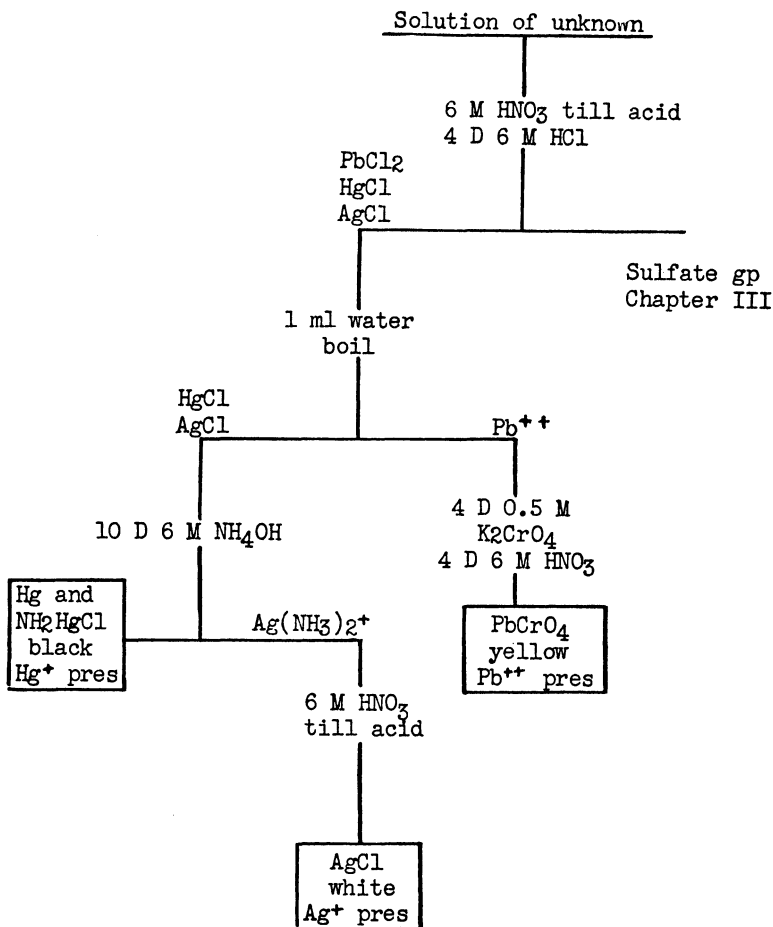 Solution of unknown
6 M HNO3 till acid
4 D 6 M HCl
PbCl2
HgCl
AgCl
Sulfate gp
Chapter III
1 ml water
boil
HgCl
AgCl
Pb++
10 D 6 M NH4OH
4 D 0.5 M
K2CrO4
4 D 6 M HNO3
Hg and
NH2HgCl
black
Hg+ pres
Ag(NH3)2+
PbCrO4
yellow
Pb++ pres
6 M HNO3
till acid
AgCl
white
Ag+ pres